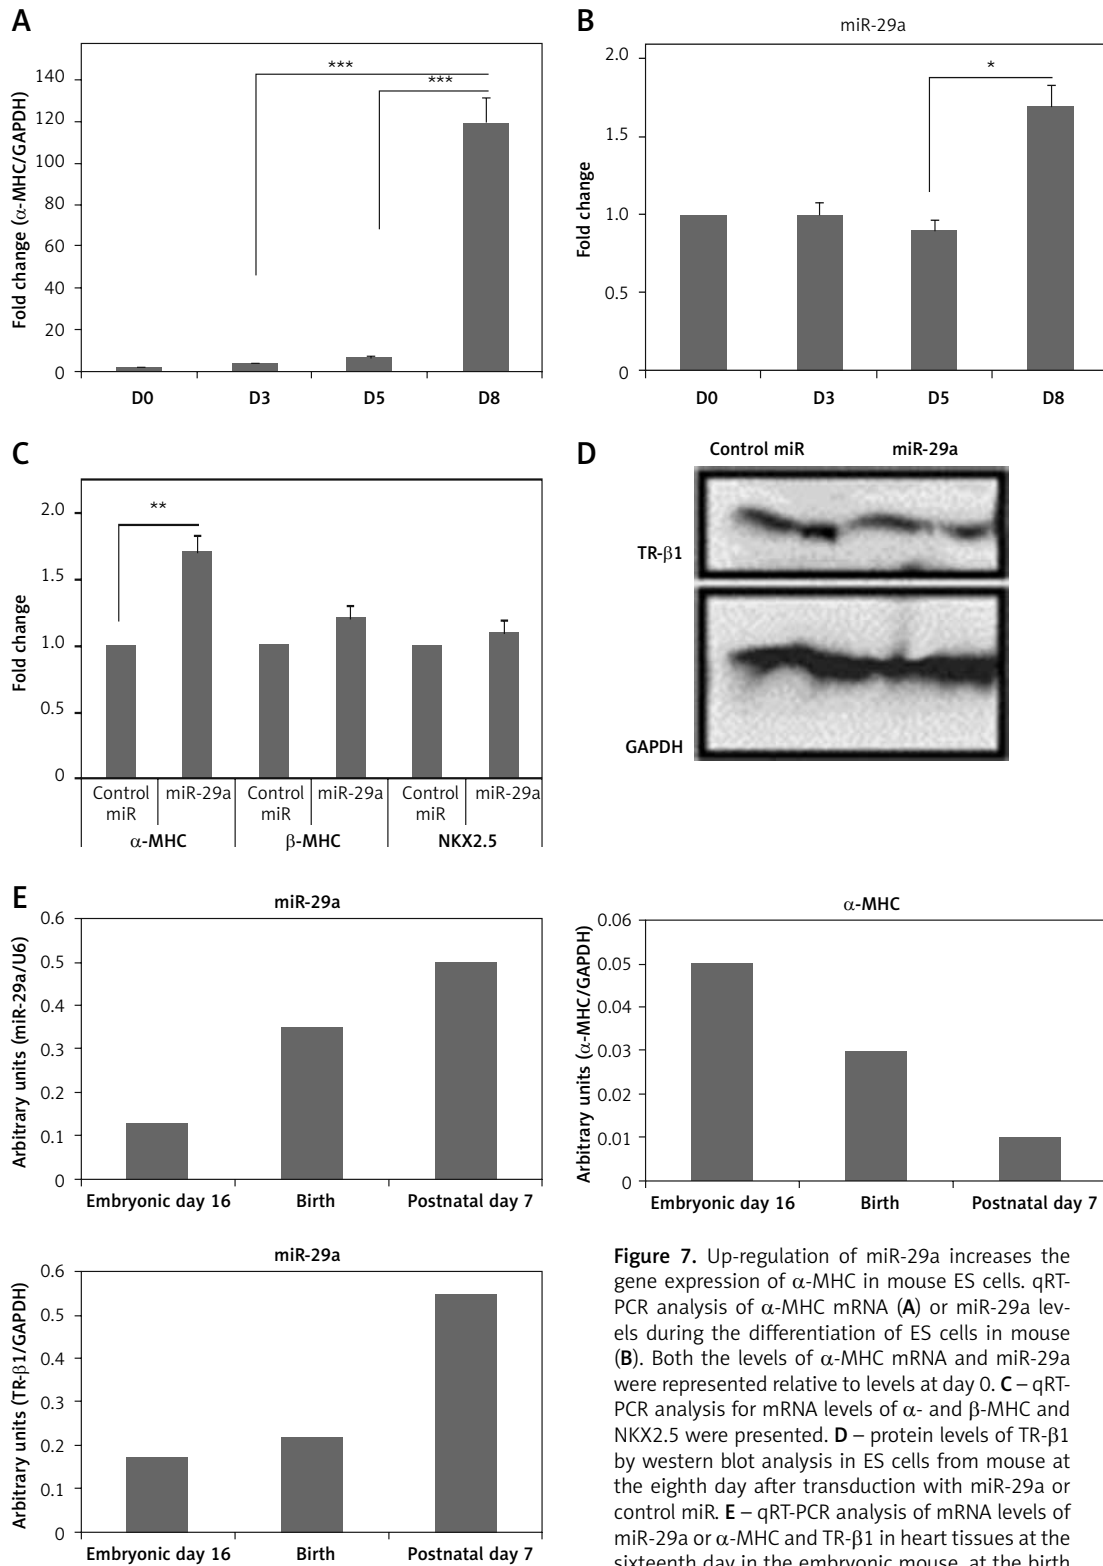 A
Fold change (α-MHC/GAPDH)
140
120
100
80
60
40
20
0
***
***
D0 D3 D5 D8
B
miR-29a
Fold change
2.0
1.5
1.0
0.5
0
*
D0 D3 D5 D8
C
Fold change
2.0
1.5
1.0
0.5
0
**
Control miR-29a Control miR-29a Control miR-29a
miR miR miR
α-MHC β-MHC NKX2.5
D
Control miR miR-29a
TR-β1
GAPDH
E
miR-29a
Arbitrary units (miR-29a/U6)
0.6
0.5
0.4
0.3
0.2
0.1
0
Embryonic day 16 Birth Postnatal day 7
α-MHC
Arbitrary units (α-MHC/GAPDH)
0.06
0.05
0.04
0.03
0.02
0.01
0
Embryonic day 16 Birth Postnatal day 7
miR-29a
Arbitrary units (TR-β1/GAPDH)
0.6
0.5
0.4
0.3
0.2
0.1
0
Embryonic day 16 Birth Postnatal day 7
Figure 7. Up-regulation of miR-29a increases the
gene expression of α-MHC in mouse ES cells. qRT-
PCR analysis of α-MHC mRNA (A) or miR-29a lev-
els during the differentiation of ES cells in mouse
(B). Both the levels of α-MHC mRNA and miR-29a
were represented relative to levels at day 0. C – qRT-
PCR analysis for mRNA levels of α- and β-MHC and
NKX2.5 were presented. D – protein levels of TR-β1
by western blot analysis in ES cells from mouse at
the eighth day after transduction with miR-29a or
control miR. E – qRT-PCR analysis of mRNA levels of
miR-29a or α-MHC and TR-β1 in heart tissues at the
sixteenth day in the embryonic mouse, at the birth